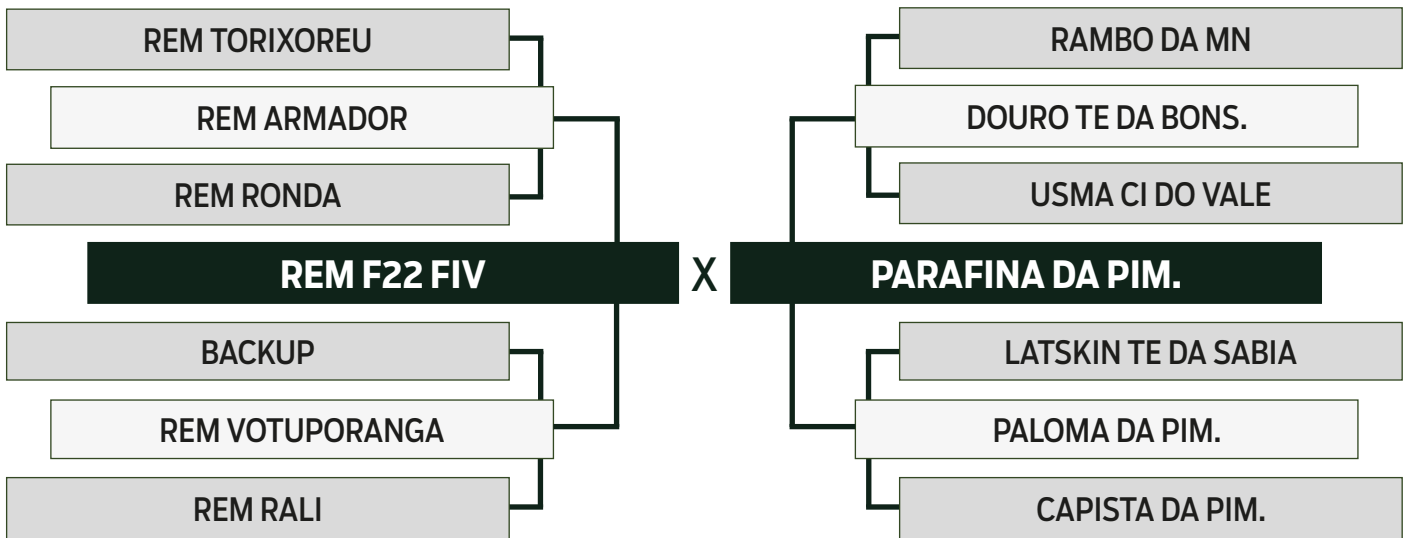 REM TORIXOREU
REM ARMADOR
REM RONDA
REM F22 FIV
BACKUP
REM VOTUPORANGA
REM RALI
X
RAMBO DA MN
DOURO TE DA BONS.
USMA CI DO VALE
PARAFINA DA PIM.
LATSKIN TE DA SABIA
PALOMA DA PIM.
CAPISTA DA PIM.